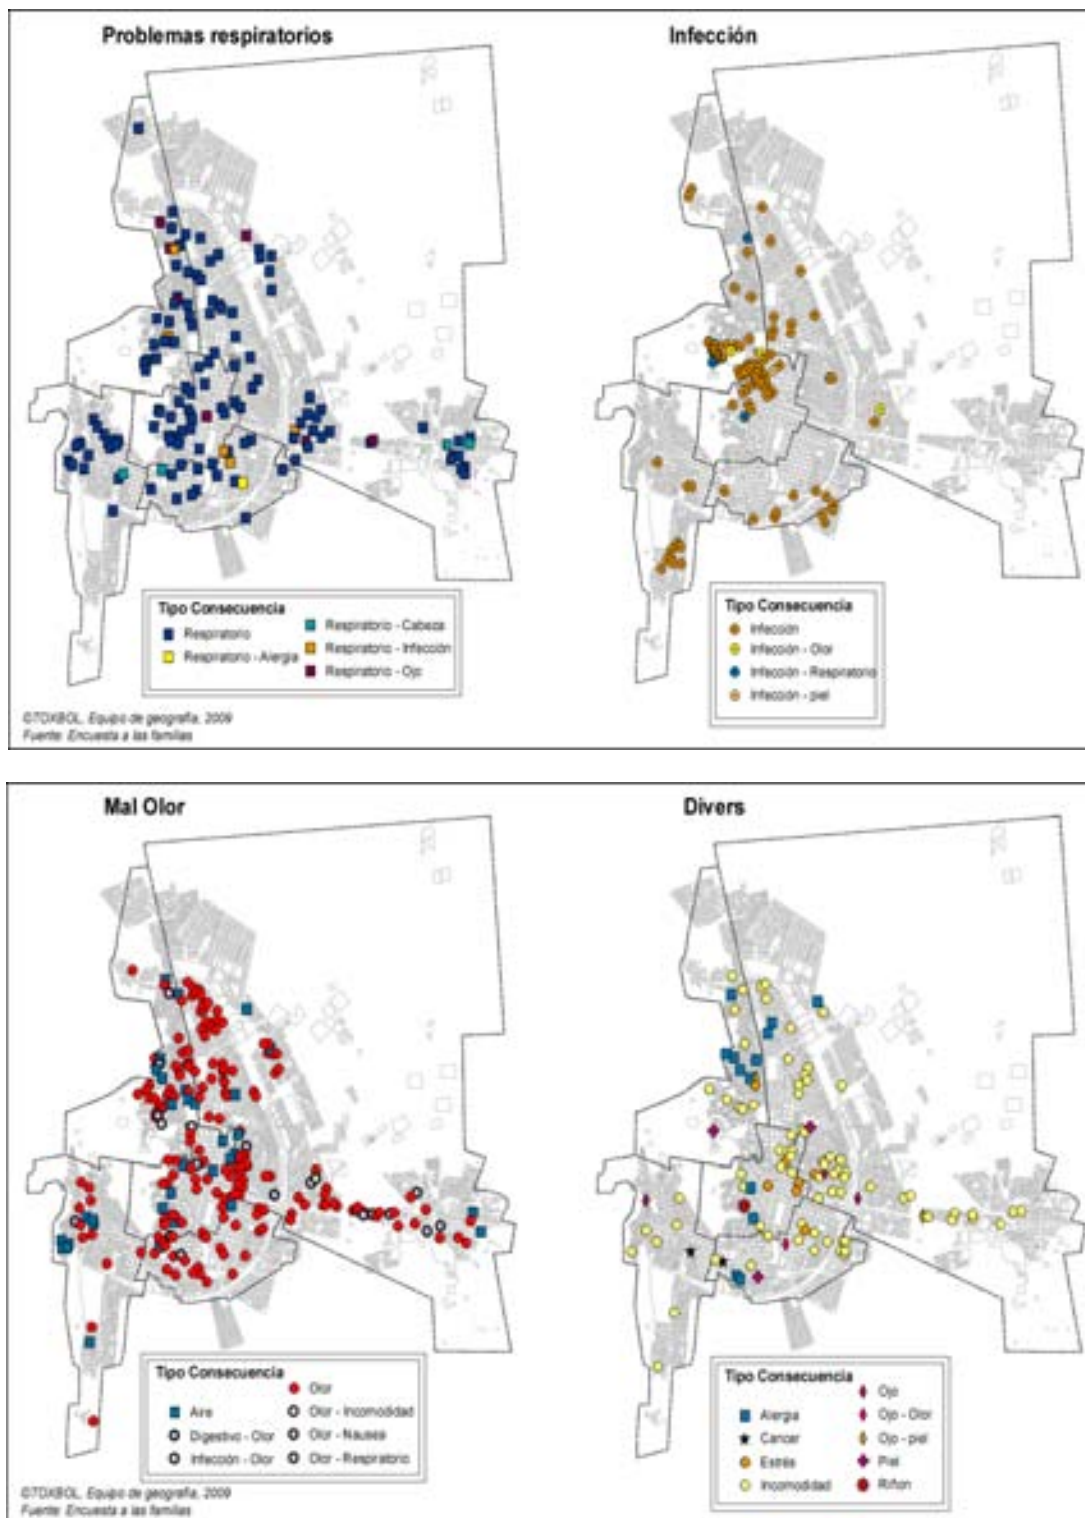 Problemas respiratorios
Infección
Tipo Consecuencia
Respiratorio
Respiratorio - Alergia
Respiratorio - Cabeza
Respiratorio - Infección
Respiratorio - Ojo
Tipo Consecuencia
Infección
Infección - Olor
Infección - Respiratorio
Infección - piel
©TOXBOL, Equipo de geografía, 2009
Fuente: Encuesta a las familias
Mal Olor
Divers
Tipo Consecuencia
Aire
Digestivo - Olor
Infección - Olor
Olor
Olor - Incomodidad
Olor - Nausea
Olor - Respiratorio
Tipo Consecuencia
Alergia
Cancer
Estrés
Incomodidad
Ojo
Ojo - Olor
Ojo - piel
Piel
Riñon
©TOXBOL, Equipo de geografía, 2009
Fuente: Encuesta a las familias